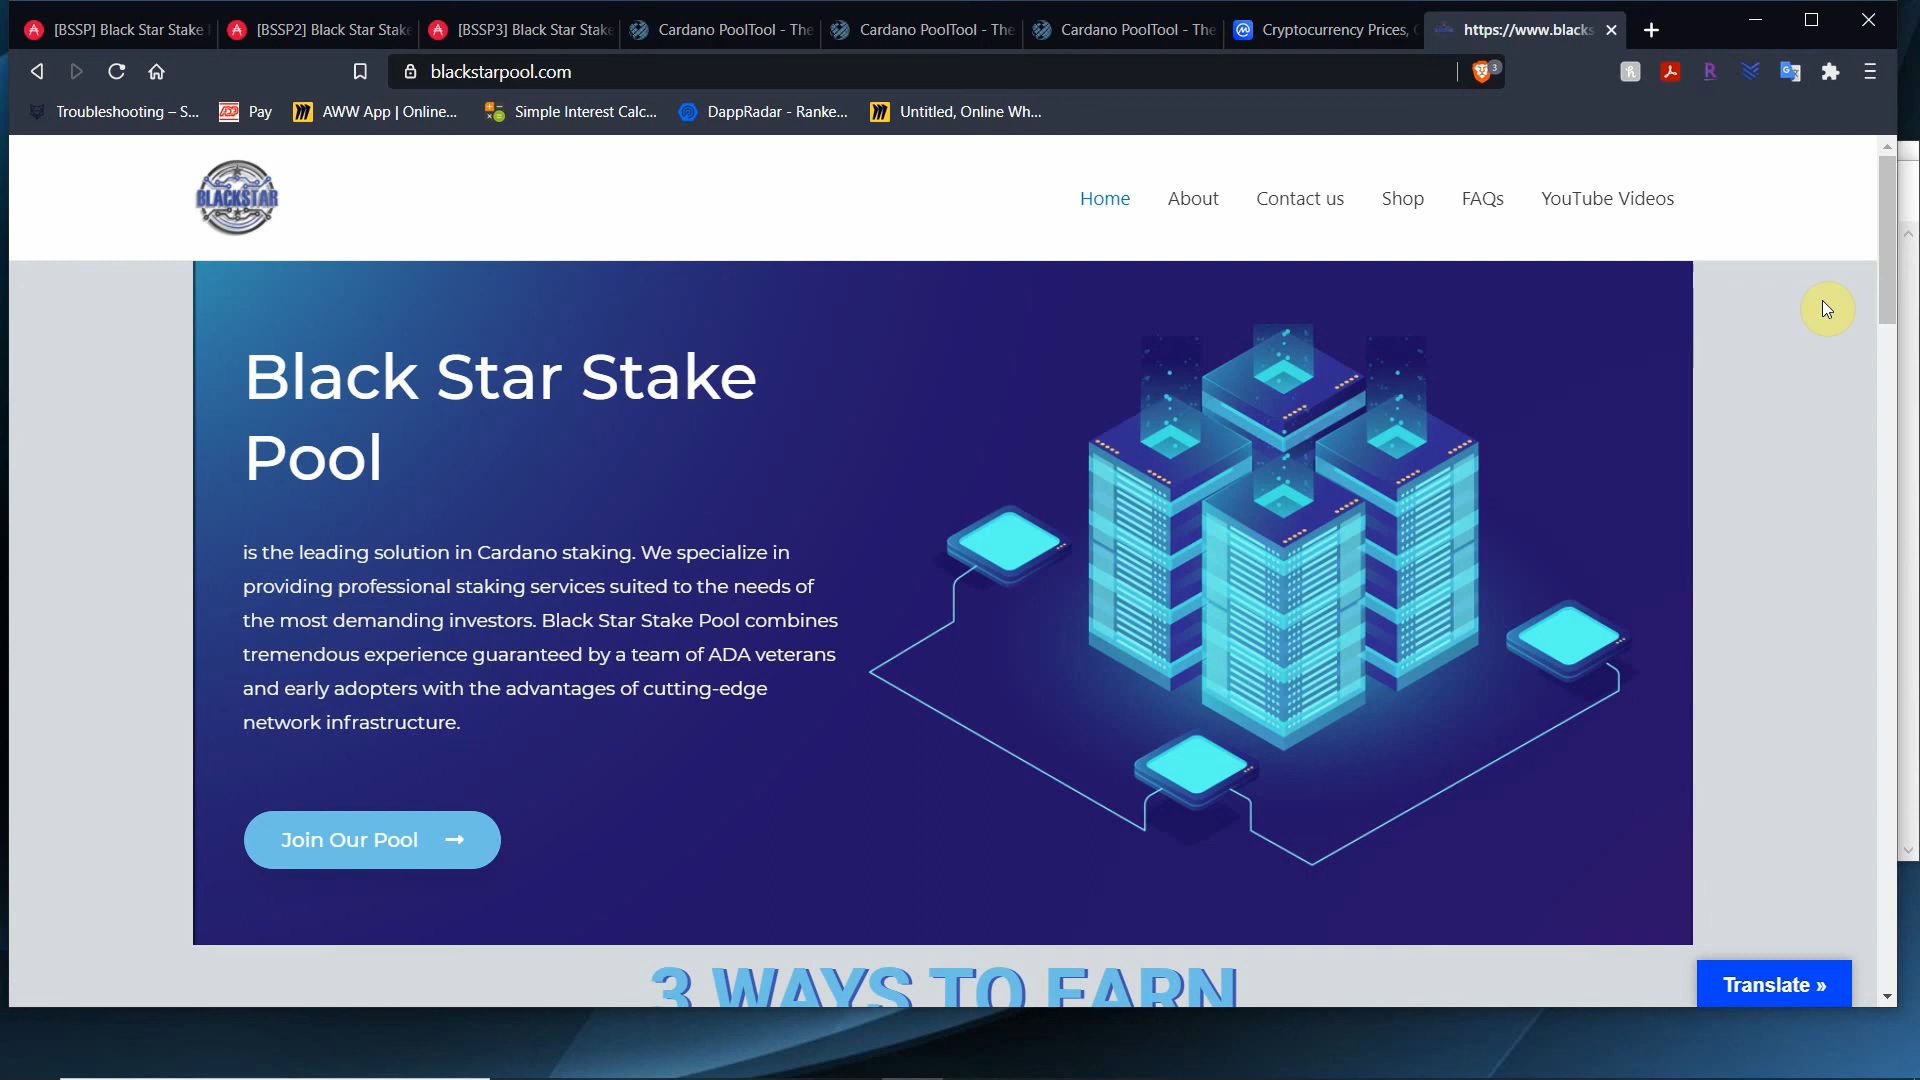 [BSSP] Black Star Stake
[BSSP2] Black Star Stake
[BSSP3] Black Star Stake
Cardano PoolTool - The
Cardano PoolTool - The
Cardano PoolTool - The
Cryptocurrency Prices,
https://www.blacks
blackstarpool.com
3
Troubleshooting – S...
ADP Pay
AWW App | Online...
Simple Interest Calc...
DappRadar - Ranke...
Untitled, Online Wh...
BLACKSTAR
Home
About
Contact us
Shop
FAQs
YouTube Videos
Black Star Stake
Pool
is the leading solution in Cardano staking. We specialize in
providing professional staking services suited to the needs of
the most demanding investors. Black Star Stake Pool combines
tremendous experience guaranteed by a team of ADA veterans
and early adopters with the advantages of cutting-edge
network infrastructure.
Join Our Pool
3 WAYS TO EARN
Translate »